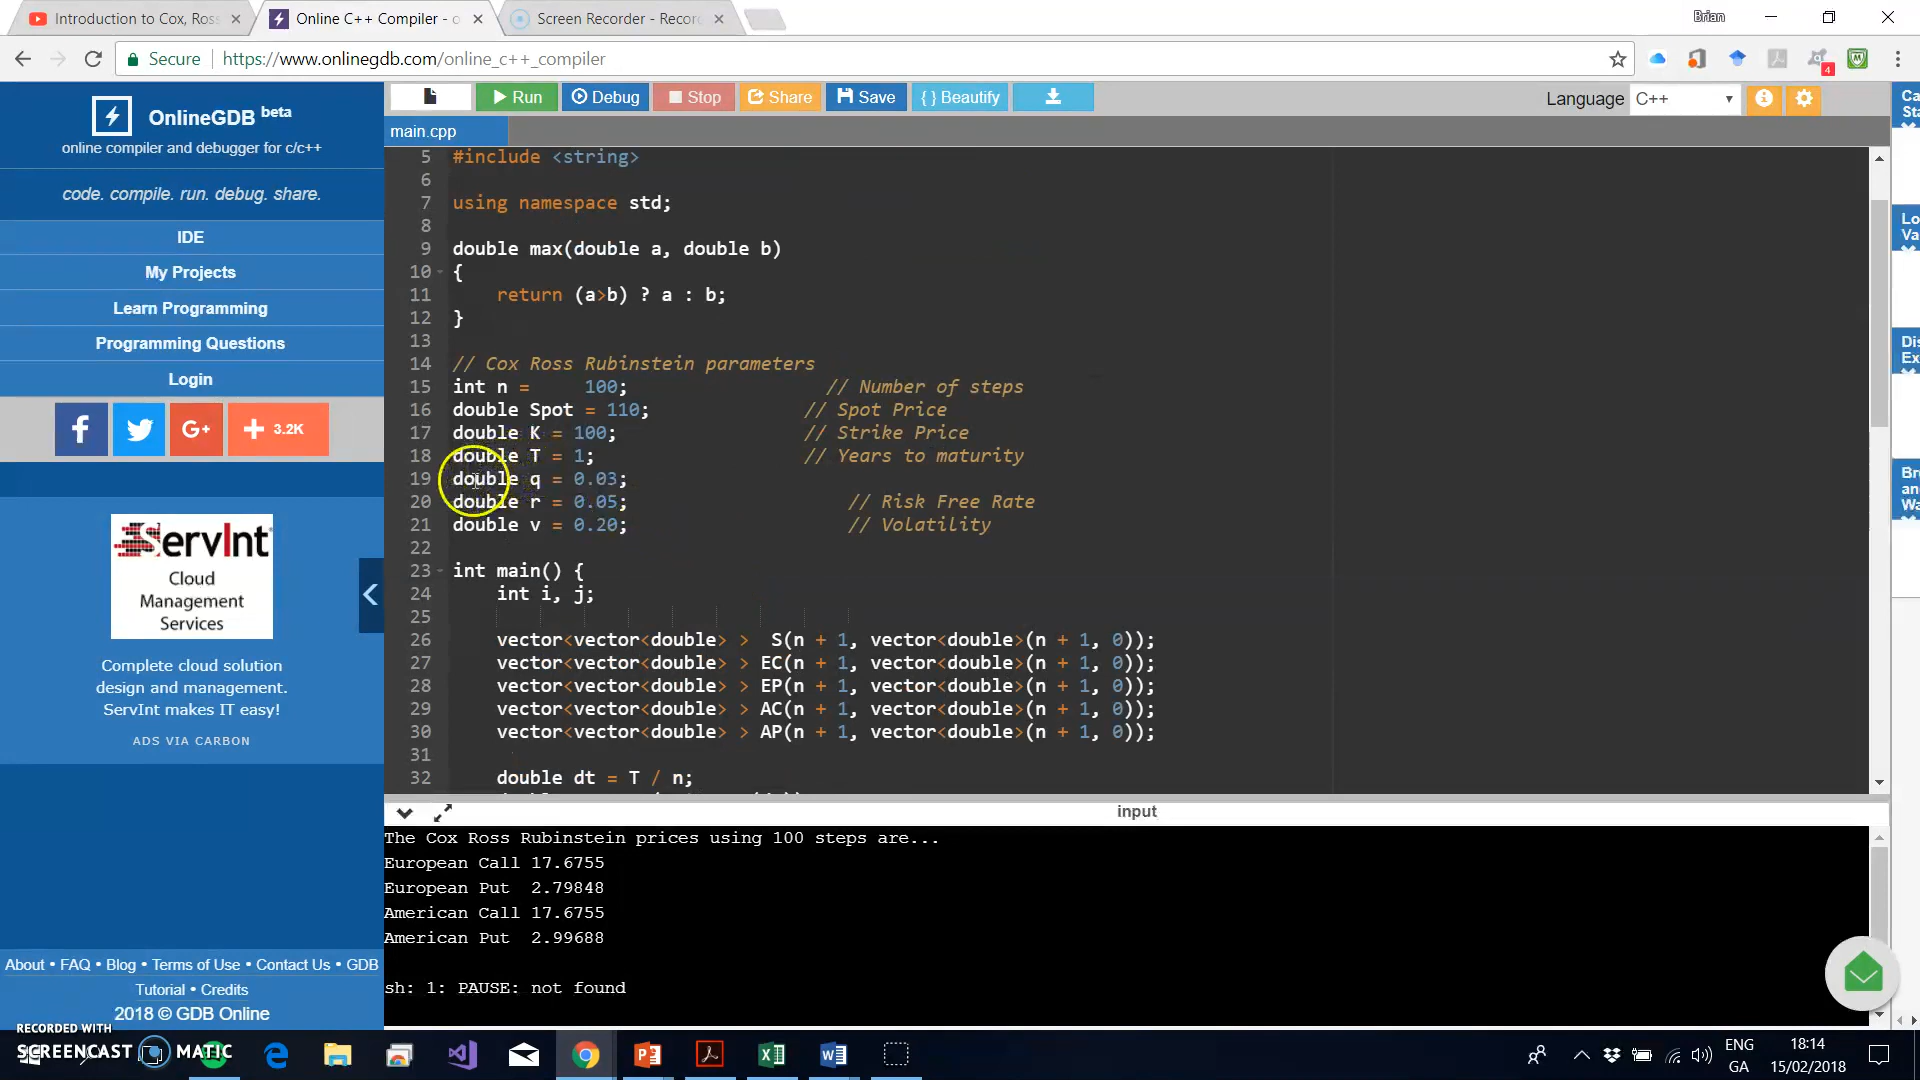 Introduction to Cox, Ros
Online C++ Compiler - o
Screen Recorder - Recor
Brian
Secure
https://www.onlinegdb.com/online_c++_compiler
4
OnlineGDB beta
online compiler and debugger for c/c++
code. compile. run. debug. share.
IDE
My Projects
Learn Programming
Programming Questions
Login
f
G+
+ 3.2K
ServInt
Cloud
Management
Services
Complete cloud solution
design and management.
ServInt makes IT easy!
ADS VIA CARBON
About • FAQ • Blog • Terms of Use • Contact Us • GDB
Tutorial • Credits
2018 © GDB Online
Run
Debug
Stop
Share
Save
{ } Beautify
Language C++
main.cpp
5 #include <string>
6
7 using namespace std;
8
9 double max(double a, double b)
10 {
11 return (a>b) ? a : b;
12 }
13
14 // Cox Ross Rubinstein parameters
15 int n = 100; // Number of steps
16 double Spot = 110; // Spot Price
17 double K = 100; // Strike Price
18 double T = 1; // Years to maturity
19 double q = 0.03;
20 double r = 0.05; // Risk Free Rate
21 double v = 0.20; // Volatility
22
23 int main() {
24 int i, j;
25
26 vector<vector<double> > S(n + 1, vector<double>(n + 1, 0));
27 vector<vector<double> > EC(n + 1, vector<double>(n + 1, 0));
28 vector<vector<double> > EP(n + 1, vector<double>(n + 1, 0));
29 vector<vector<double> > AC(n + 1, vector<double>(n + 1, 0));
30 vector<vector<double> > AP(n + 1, vector<double>(n + 1, 0));
31
32 double dt = T / n;
Ca
Sta
Lo
Va
Dis
Ex
Bre
and
Wa
input
The Cox Ross Rubinstein prices using 100 steps are...
European Call 17.6755
European Put 2.79848
American Call 17.6755
American Put 2.99688
sh: 1: PAUSE: not found
RECORDED WITH
SCREENCAST MATIC
ENG
GA
18:14
15/02/2018